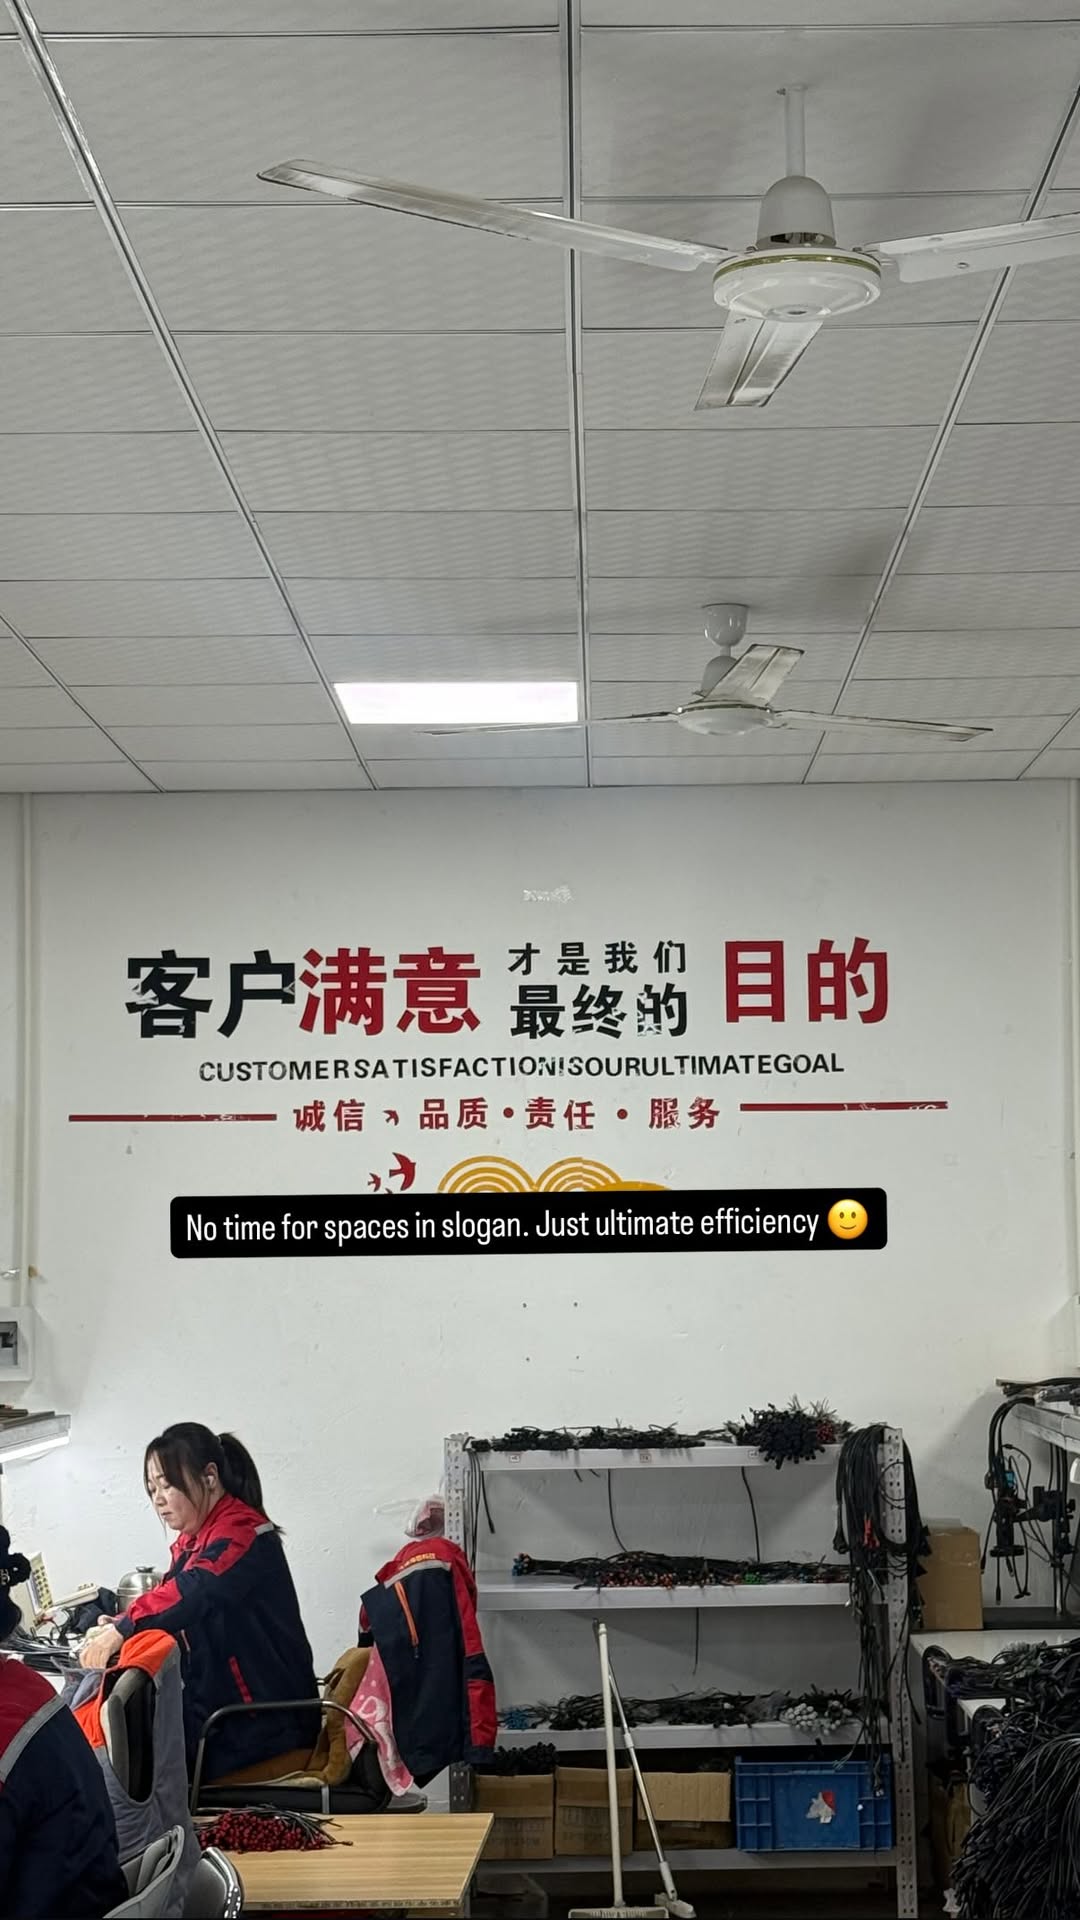 客户满意 才是我们 最终的 目的
CUSTOMERSATISFACTIONISOURULTIMATEGOAL
诚信、品质·责任·服务
No time for spaces in slogan. Just ultimate efficiency 🙂